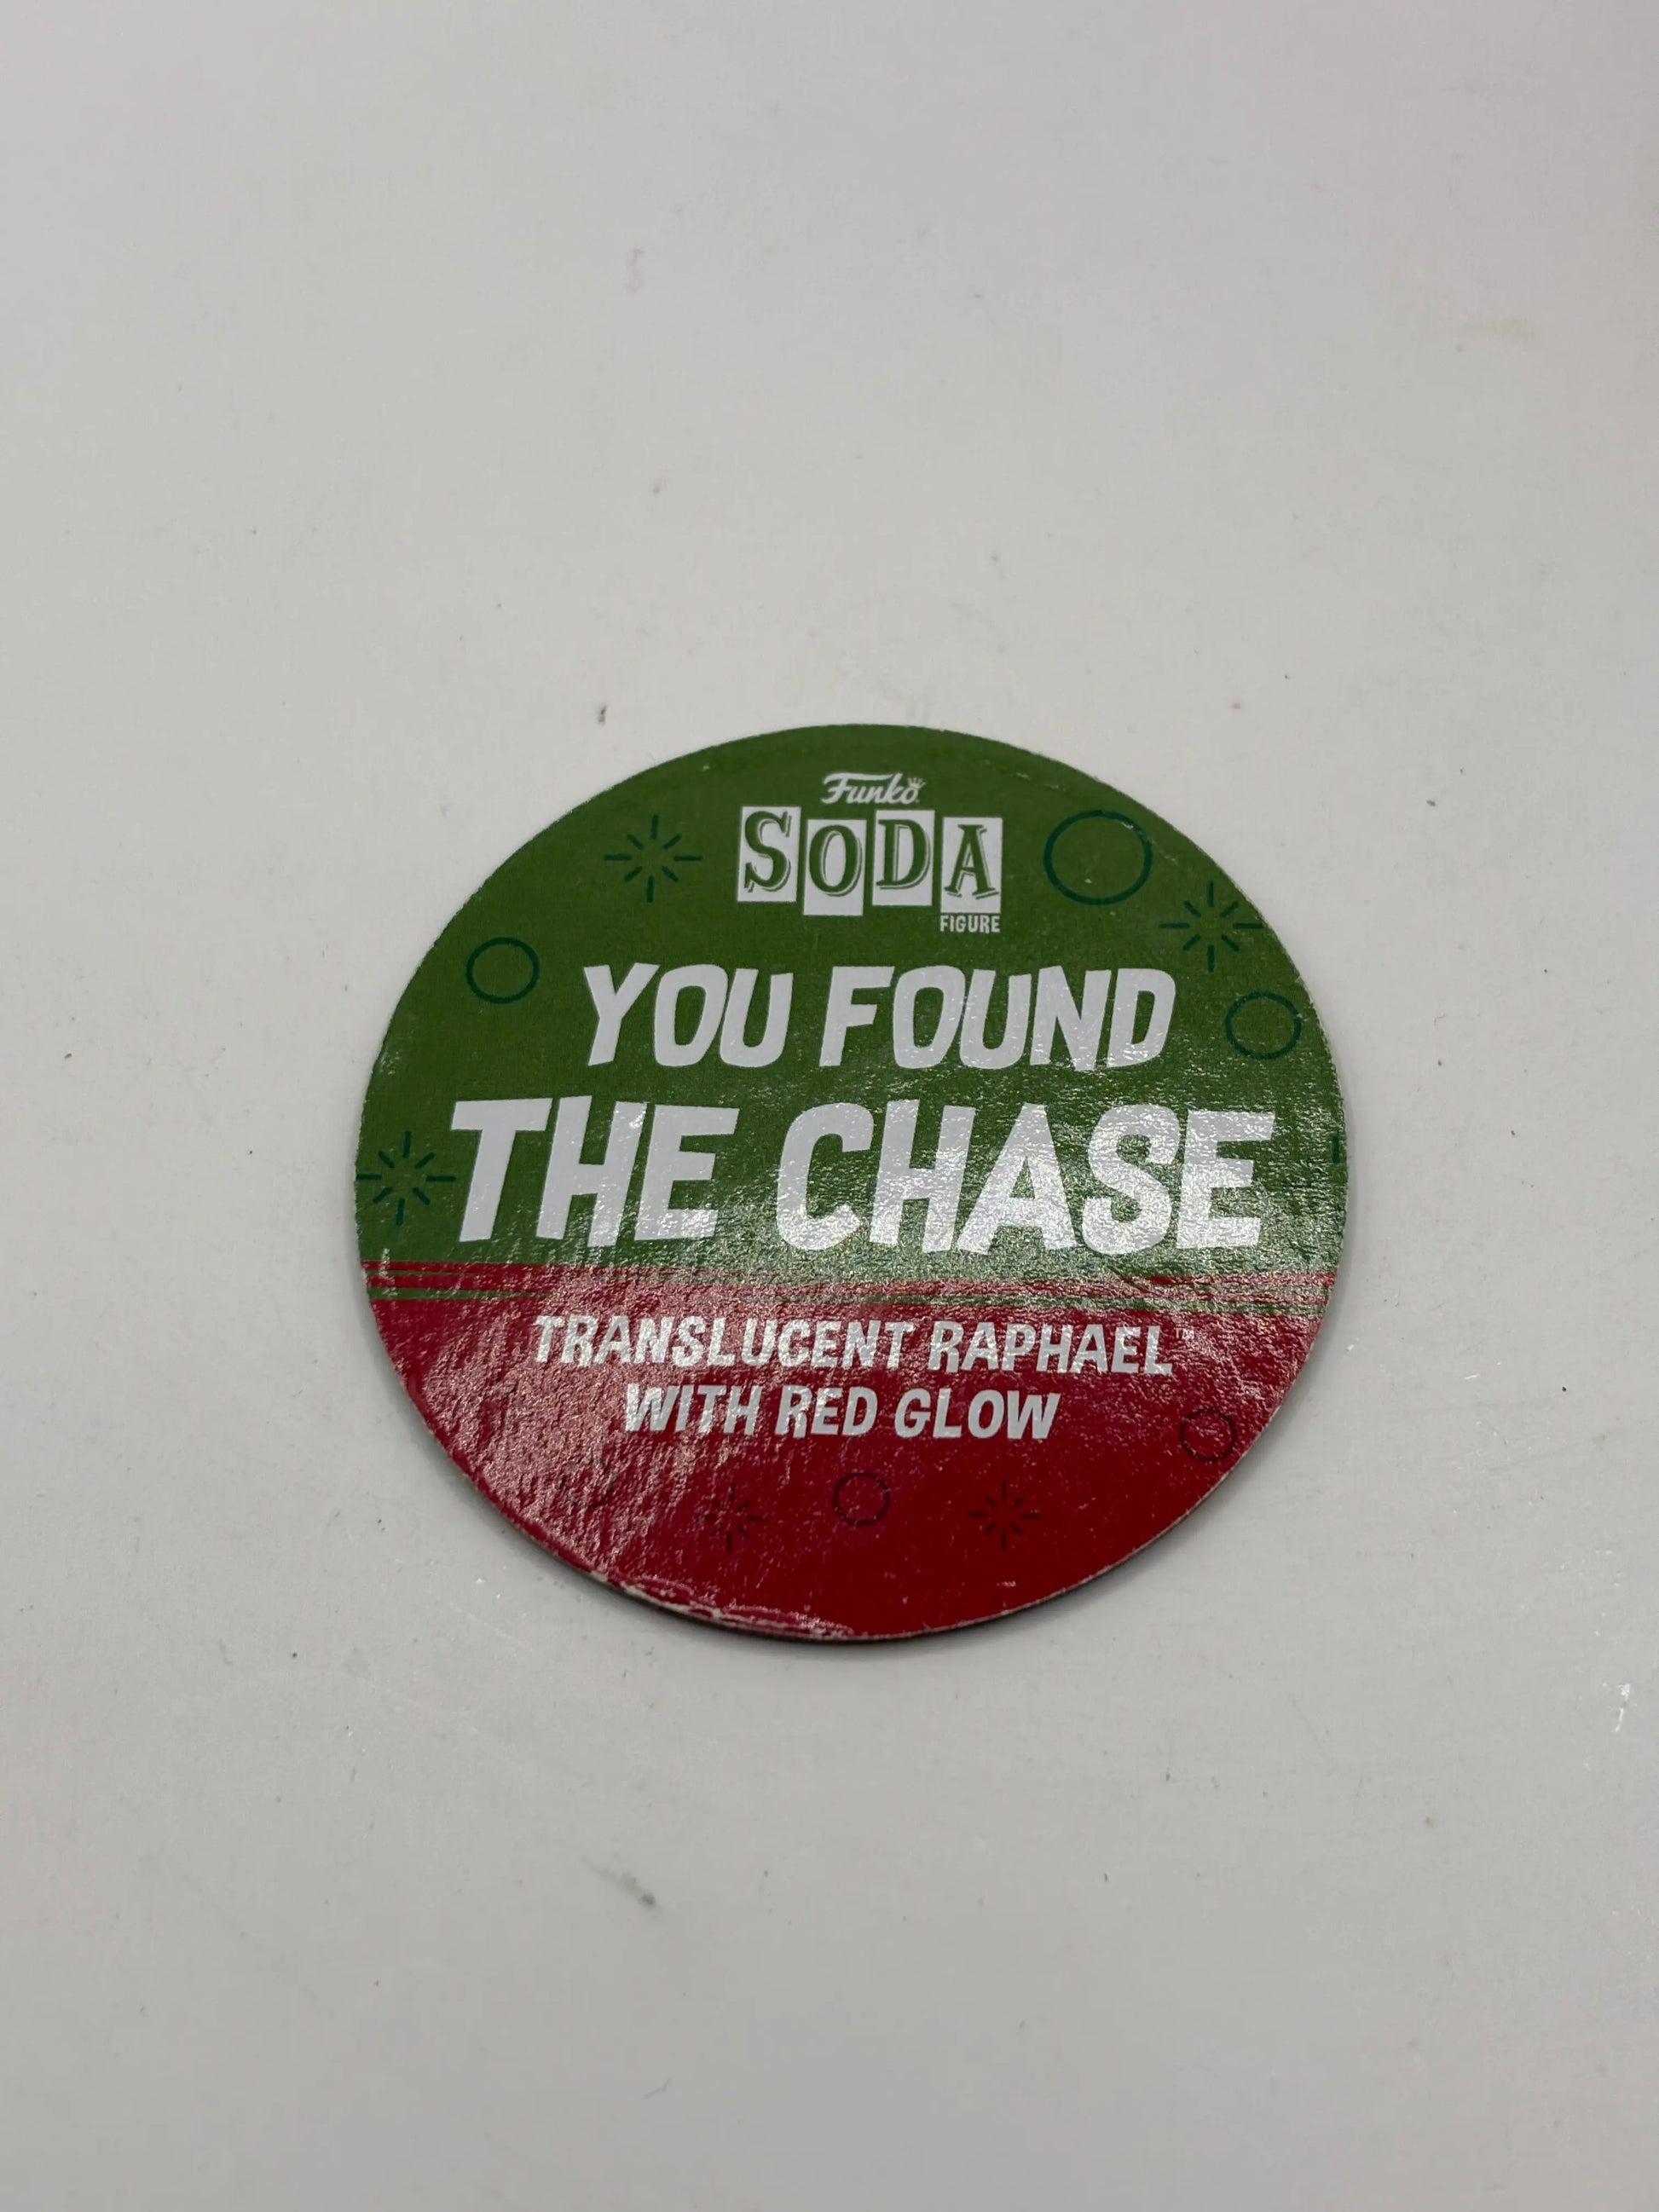 Funko
SODA
FIGURE
YOU FOUND
THE CHASE
TRANSLUCENT RAPHAEL™
WITH RED GLOW